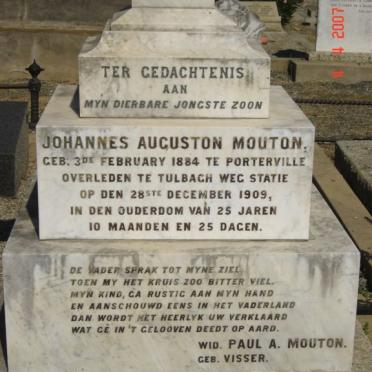 TER GEDACHTENIS
AAN
MYN DIERBARE JONGSTE ZOON
JOHANNES AUGUSTON MOUTON,
GEB. 3DE FEBRUARY 1884 TE PORTERVILLE
OVERLEDEN TE TULBACH WEG STATIE
OP DEN 28STE DECEMBER 1909,
IN DEN OUDERDOM VAN 25 JAREN
10 MAANDEN EN 25 DAGEN.
DE VADER SPRAK TOT MYNE ZIEL
TOEN MY HET KRUIS ZOO BITTER VIEL.
MYN KIND, GA RUSTIG AAN MYN HAND
EN AANSCHOUWD EENS IN HET VADERLAND
DAN WORDT HET HEERLYK UW VERKLAARD
WAT GÉ IN'T GELOOVEN DEEDT OP AARD.
WID. PAUL A. MOUTON.
GEB. VISSER.
4 2007